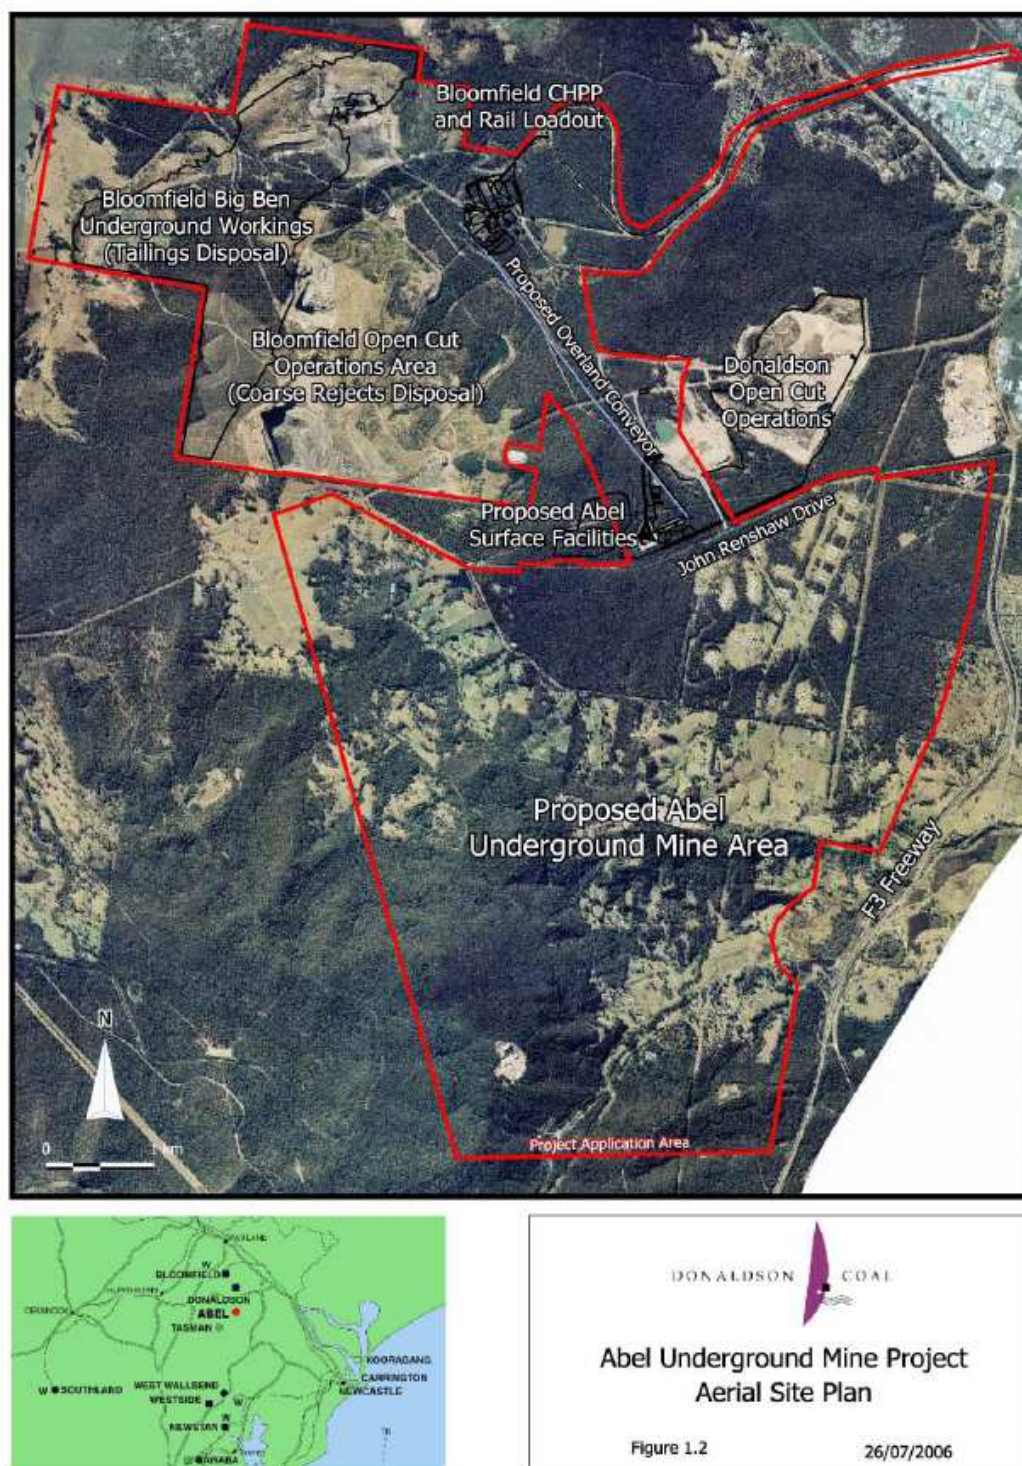 Bloomfield CHPP
and Rail Loadout
Bloomfield Big Ben
Underground Workings
(Tailings Disposal)
Proposed Overland Conveyor
Bloomfield Open Cut
Operations Area
(Coarse Rejects Disposal)
Donaldson
Open Cut
Operations
Proposed Abel
Surface Facilities
John Renshaw Drive
Proposed Abel
Underground Mine Area
F3 Freeway
N
0 1 km
Project Application Area
W
BLOOMFIELD
DONALDSON
ABEL
TASMAN
KOORAGANG
CARRINGTON
NEWCASTLE
W SOUTHLAND
WEST WALLSEND
WESTSIDE
W
W
NEWSTAN
DONALDSON COAL
Abel Underground Mine Project
Aerial Site Plan
Figure 1.2
26/07/2006